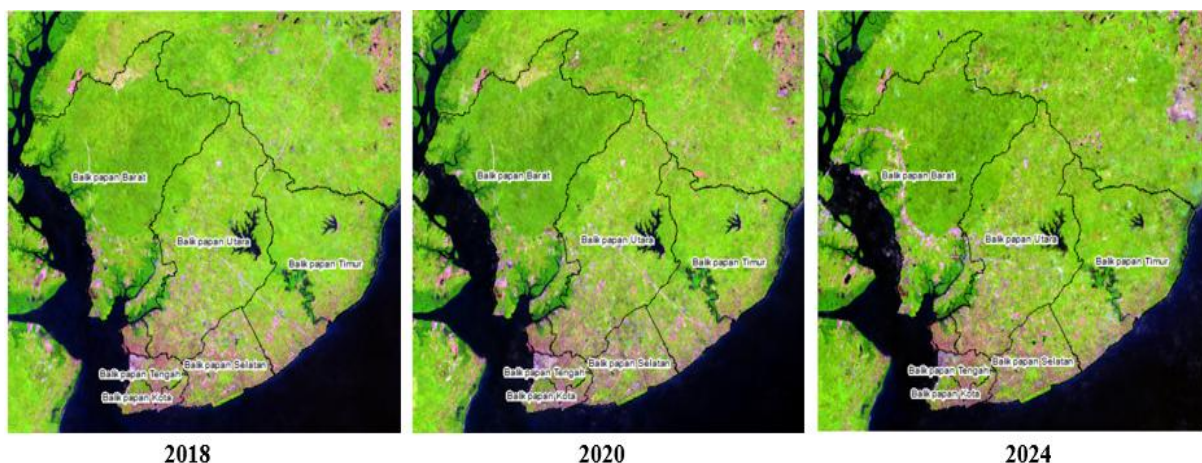 Balik papan Barat
Balik papan Utara
Balik papan Timur
Balik papan Selatan
Balik papan Tengah
Balik papan Kota
2018
Balik papan Barat
Balik papan Utara
Balik papan Timur
Balik papan Selatan
Balik papan Tengah
Balik papan Kota
2020
Balik papan Barat
Balik papan Utara
Balik papan Timur
Balik papan Selatan
Balik papan Tengah
Balik papan Kota
2024